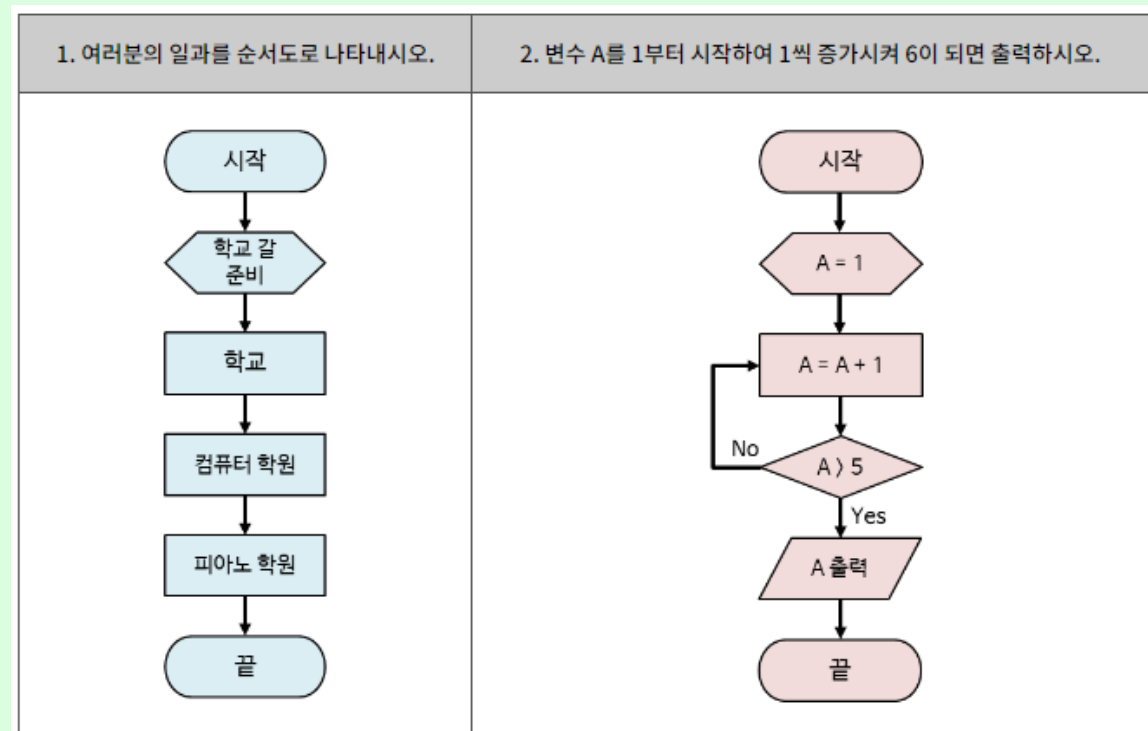 1. 여러분의 일과를 순서도로 나타내시오.
2. 변수 A를 1부터 시작하여 1씩 증가시켜 6이 되면 출력하시오.
시작
학교 갈
준비
학교
컴퓨터 학원
피아노 학원
끝
시작
A = 1
A = A + 1
No
A > 5
Yes
A 출력
끝